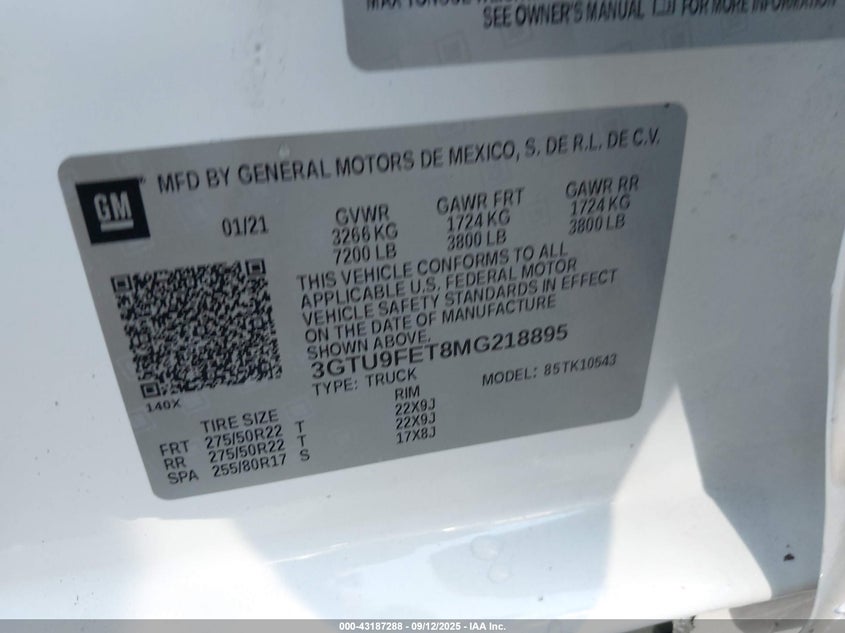 SEE OWNER'S MANUAL FOR MORE INFORMATION
GM
MFD BY GENERAL MOTORS DE MEXICO, S. DE R.L. DE C.V.
01/21
GVWR GAWR FRT GAWR RR
3266 KG 1724 KG 1724 KG
7200 LB 3800 LB 3800 LB
THIS VEHICLE CONFORMS TO ALL
APPLICABLE U.S. FEDERAL MOTOR
VEHICLE SAFETY STANDARDS IN EFFECT
ON THE DATE OF MANUFACTURE
SHOWN ABOVE.
3GTU9FET8MG218895
TYPE: TRUCK MODEL: 85TK10543
140X
TIRE SIZE RIM
FRT 275/50R22 T 22X9J
RR 275/50R22 T 22X9J
SPA 255/80R17 S 17X8J
000-43187288 - 09/12/2025 - IAA Inc.